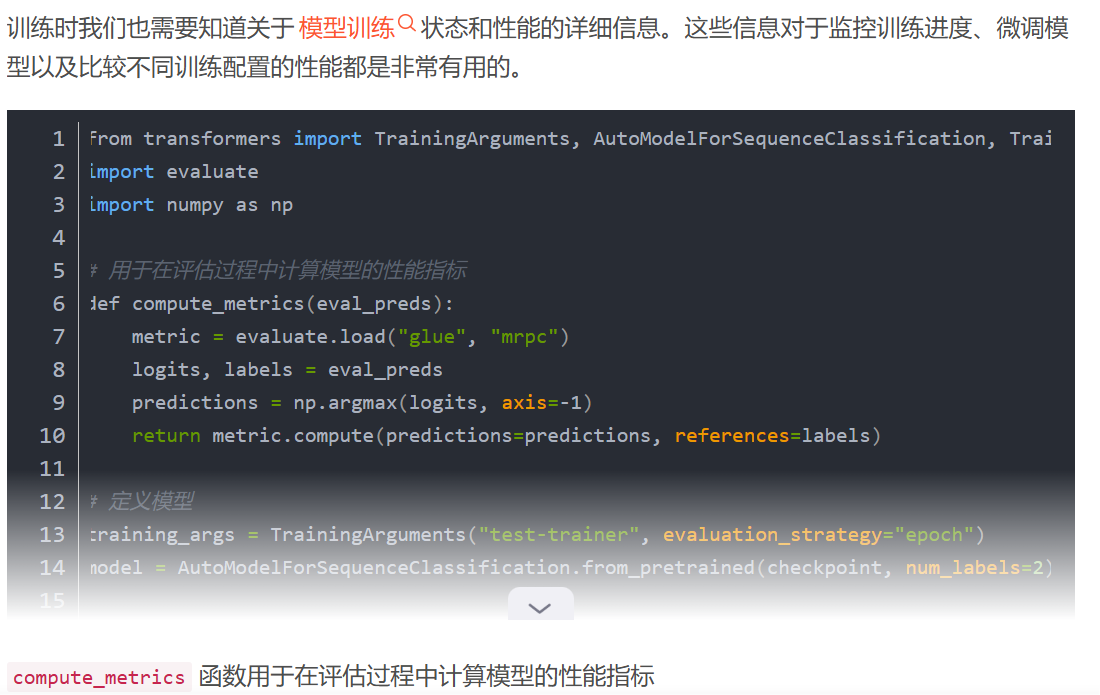 训练时我们也需要知道关于 模型训练 状态和性能的详细信息。这些信息对于监控训练进度、微调模
型以及比较不同训练配置的性能都是非常有用的。
1 from transformers import TrainingArguments, AutoModelForSequenceClassification, Trai
2 import evaluate
3 import numpy as np
4
5 # 用于在评估过程中计算模型的性能指标
6 def compute_metrics(eval_preds):
7     metric = evaluate.load("glue", "mrpc")
8     logits, labels = eval_preds
9     predictions = np.argmax(logits, axis=-1)
10     return metric.compute(predictions=predictions, references=labels)
11
12 # 定义模型
13 training_args = TrainingArguments("test-trainer", evaluation_strategy="epoch")
14 model = AutoModelForSequenceClassification.from_pretrained(checkpoint, num_labels=2)
15
compute_metrics 函数用于在评估过程中计算模型的性能指标